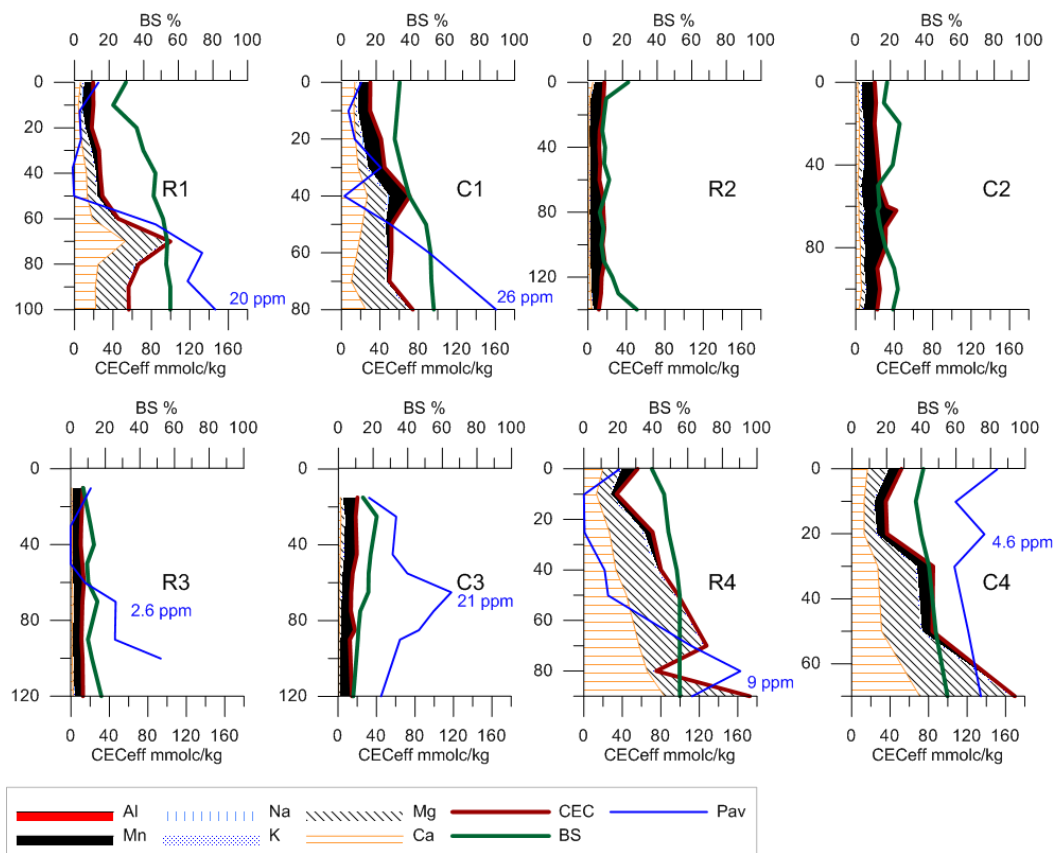 BS % BS % BS % BS %
0 20 40 60 80 100 0 20 40 60 80 100 0 20 40 60 80 100 0 20 40 60 80 100
0 0 0 0
20
20
40
40
40
R1 C1 R2 C2
60
40
80
60
80
80
120
20 ppm 26 ppm
100 80
0 40 80 120 160 0 40 80 120 160 0 40 80 120 160 0 40 80 120 160
CECeff mmolc/kg CECeff mmolc/kg CECeff mmolc/kg CECeff mmolc/kg
BS % BS % BS % BS %
0 20 40 60 80 100 0 20 40 60 80 100 0 20 40 60 80 100 0 20 40 60 80 100
0 0 0 0
20
20
40
40
4.6 ppm
40
R3 C3 R4 C4
40
2.6 ppm 21 ppm
80
80
60
80
9 ppm
120 120
0 40 80 120 160 0 40 80 120 160 0 40 80 120 160 0 40 80 120 160
CECeff mmolc/kg CECeff mmolc/kg CECeff mmolc/kg CECeff mmolc/kg
Al Na Mg CEC Pav
Mn K Ca BS